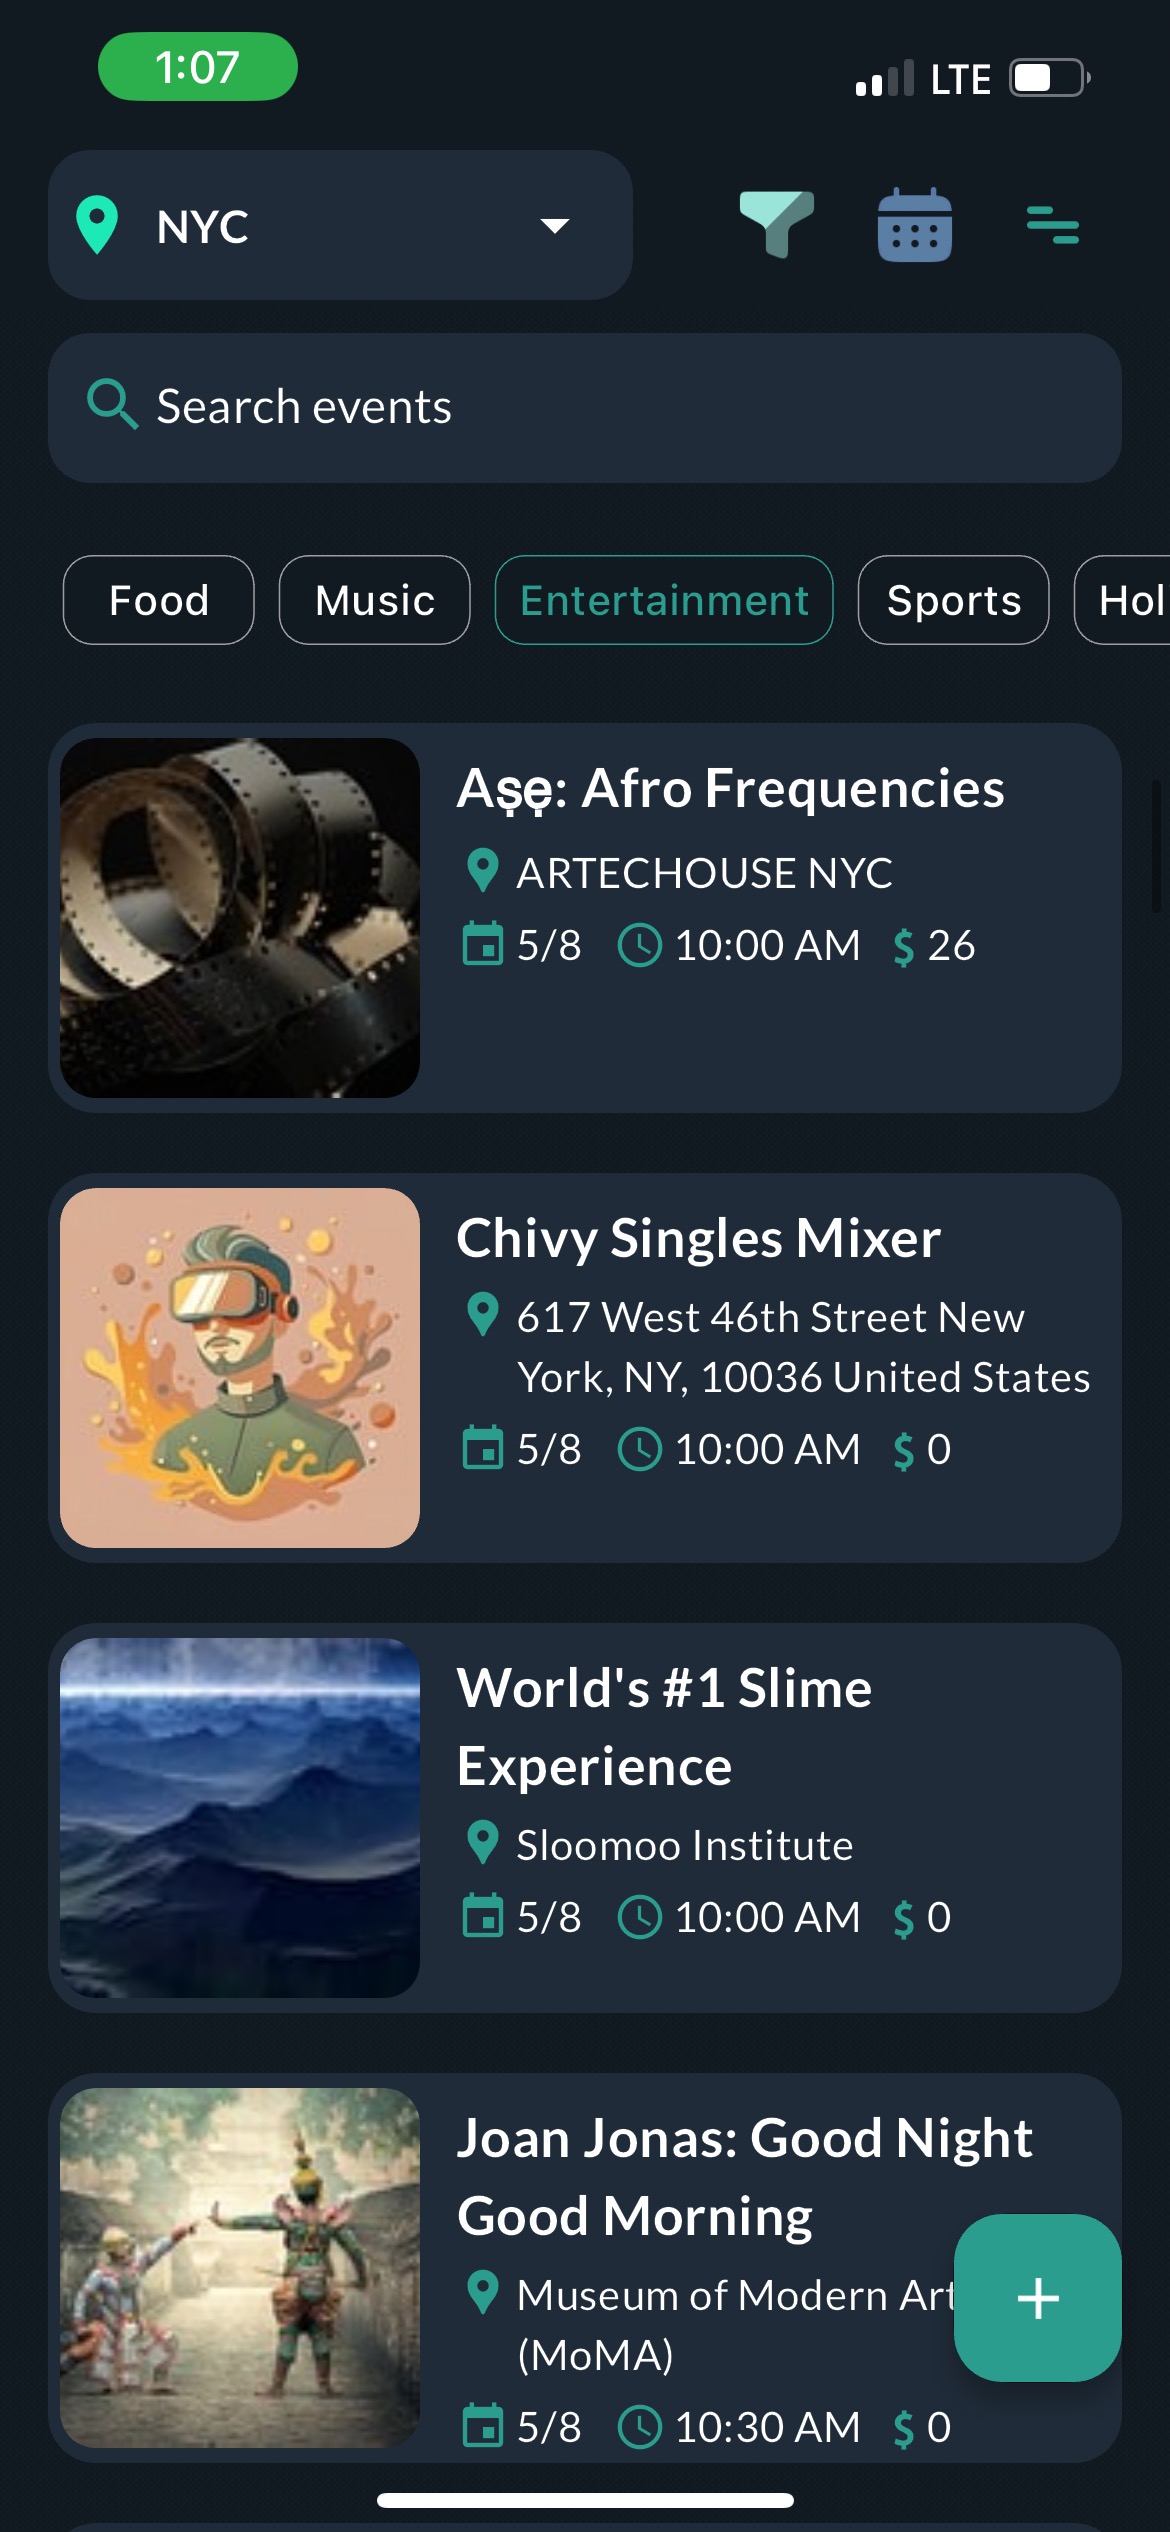 1:07
LTE
NYC
Search events
Food Music Entertainment Sports Hol
Aṣẹ: Afro Frequencies
ARTECHOUSE NYC
5/8 10:00 AM $ 26
Chivy Singles Mixer
617 West 46th Street New
York, NY, 10036 United States
5/8 10:00 AM $ 0
World's #1 Slime
Experience
Sloomoo Institute
5/8 10:00 AM $ 0
Joan Jonas: Good Night
Good Morning
Museum of Modern Art
(MoMA)
5/8 10:30 AM $ 0
+